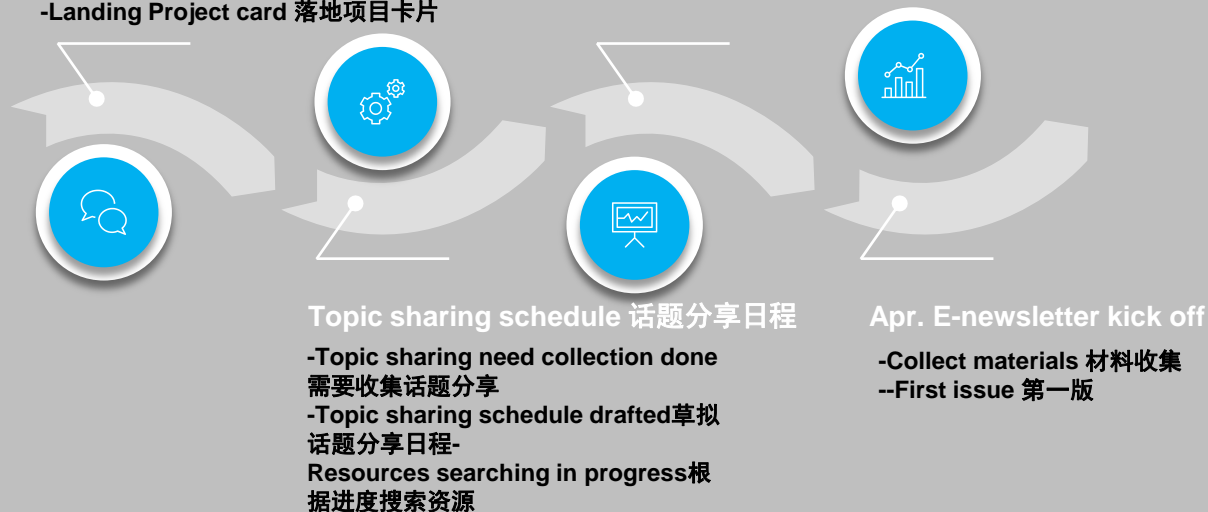 -Landing Project card 落地项目卡片
Topic sharing schedule 话题分享日程
-Topic sharing need collection done
需要收集话题分享
-Topic sharing schedule drafted草拟
话题分享日程-
Resources searching in progress根
据进度搜索资源
Apr. E-newsletter kick off
-Collect materials 材料收集
--First issue 第一版